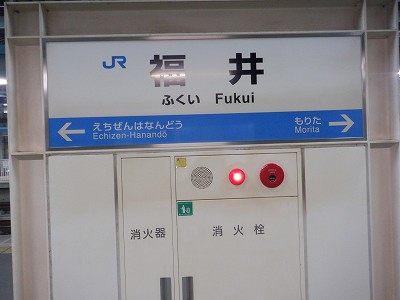 JR 福井
ふくい Fukui
えちぜんはなんどう
Echizen-Hanandō
もりた
Morita
消火器
消火栓